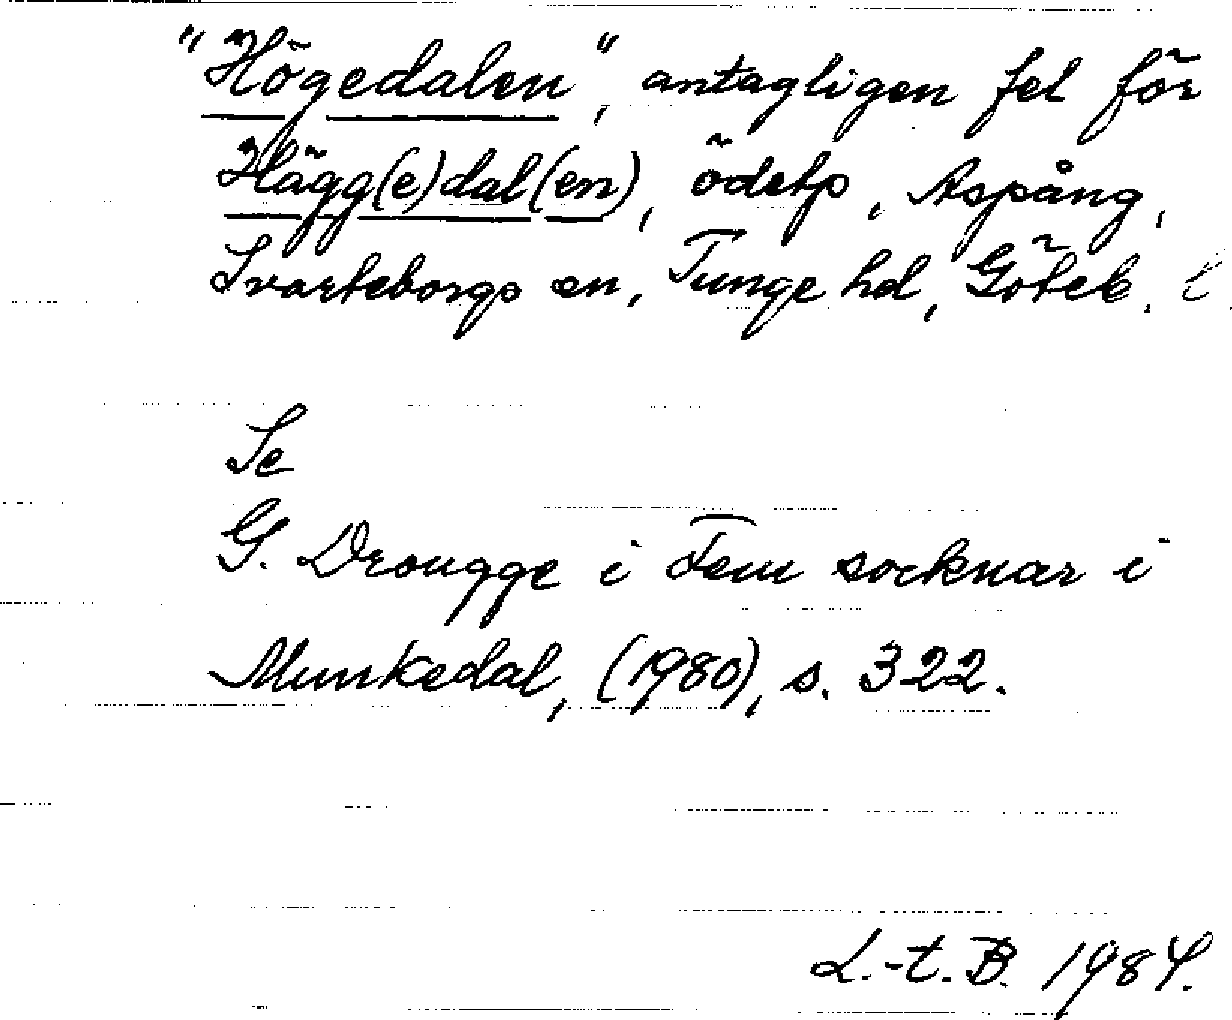 "Högedalen", antagligen fel för
Hägg(e)dal(en), ödetp, Aspång,
Svarteborgs sn, Tunge hd, Göteb. l.
Se
G. Drougge i Fem socknar i
Munkedal, (1980), s. 322.
L.-t. B. 1984.